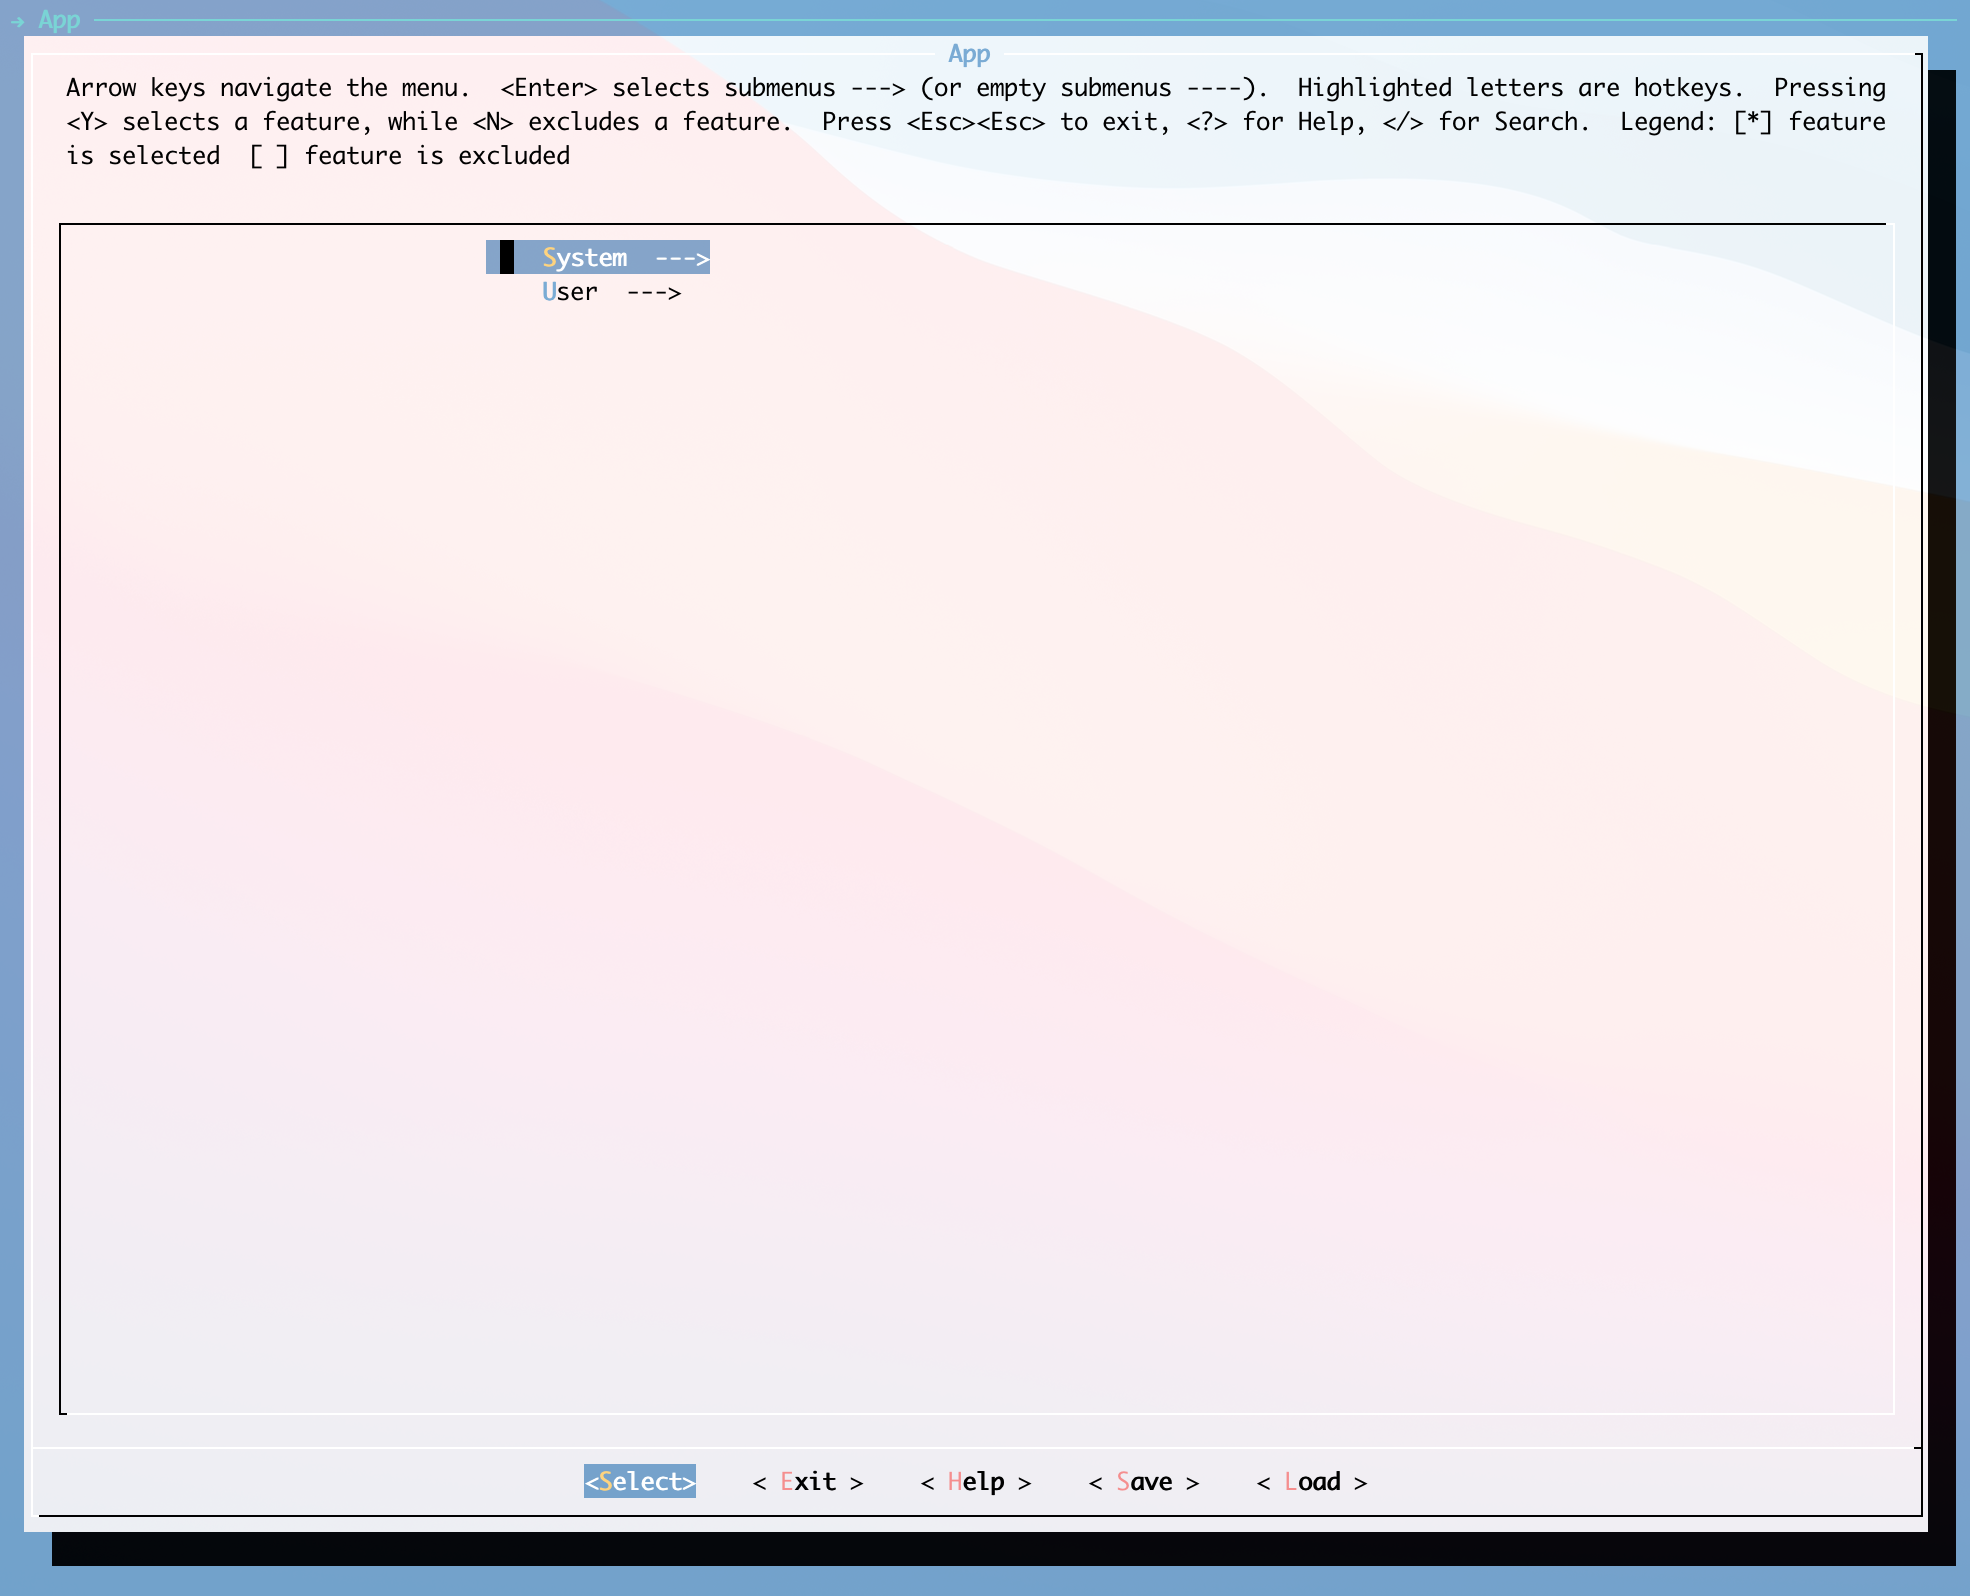 → App
App
Arrow keys navigate the menu.  <Enter> selects submenus ---> (or empty submenus ----).  Highlighted letters are hotkeys.  Pressing
<Y> selects a feature, while <N> excludes a feature.  Press <Esc><Esc> to exit, <?> for Help, </> for Search.  Legend: [*] feature
is selected  [ ] feature is excluded
System  --->
User  --->
<Select>    < Exit >    < Help >    < Save >    < Load >